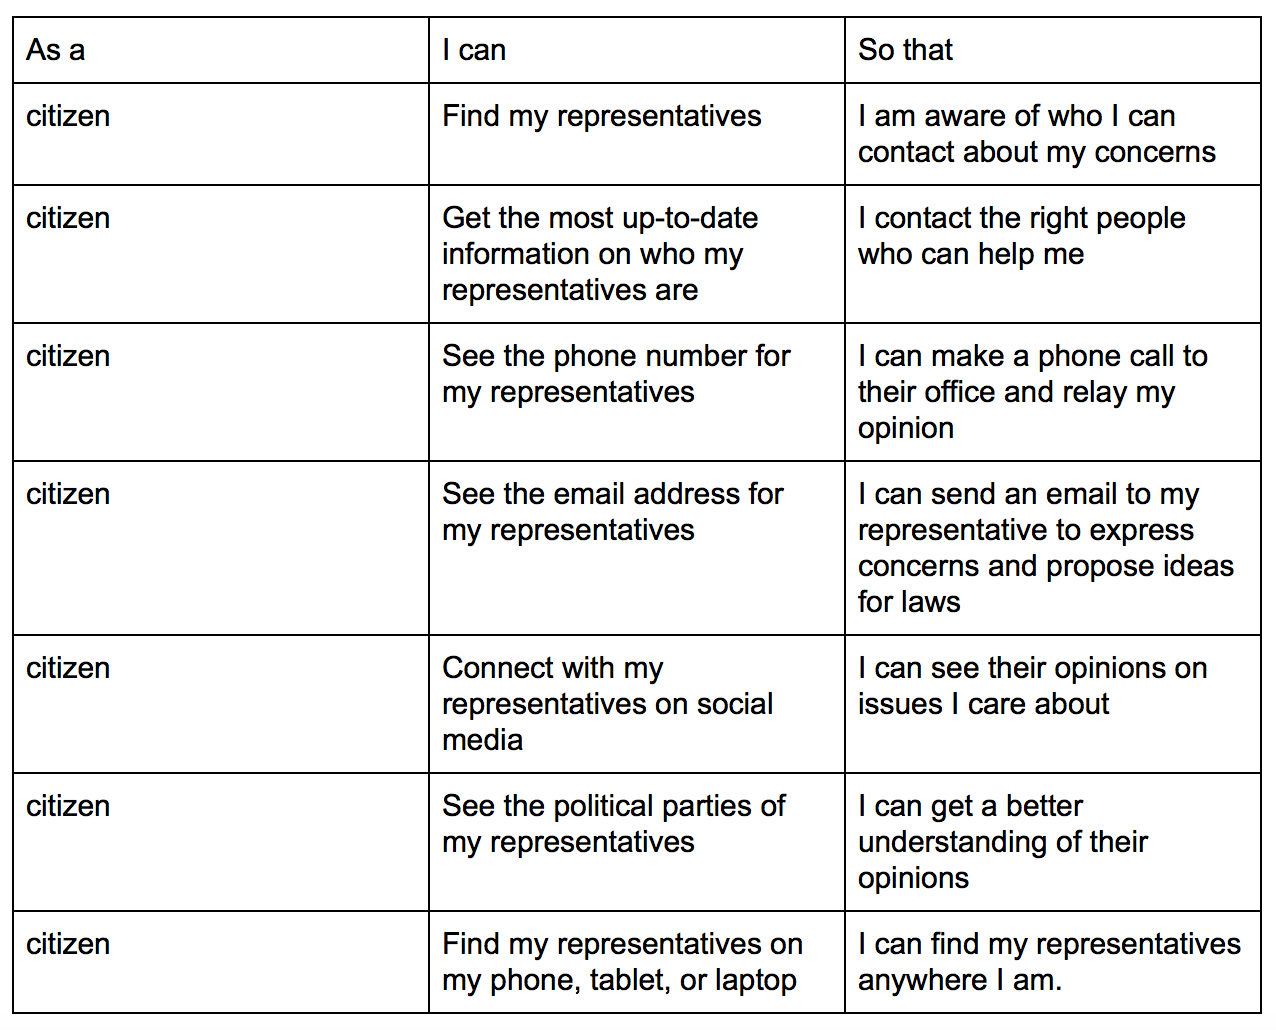 As a
I can
So that
citizen
Find my representatives
I am aware of who I can
contact about my concerns
citizen
Get the most up-to-date
information on who my
representatives are
I contact the right people
who can help me
citizen
See the phone number for
my representatives
I can make a phone call to
their office and relay my
opinion
citizen
See the email address for
my representatives
I can send an email to my
representative to express
concerns and propose ideas
for laws
citizen
Connect with my
representatives on social
media
I can see their opinions on
issues I care about
citizen
See the political parties of
my representatives
I can get a better
understanding of their
opinions
citizen
Find my representatives on
my phone, tablet, or laptop
I can find my representatives
anywhere I am.